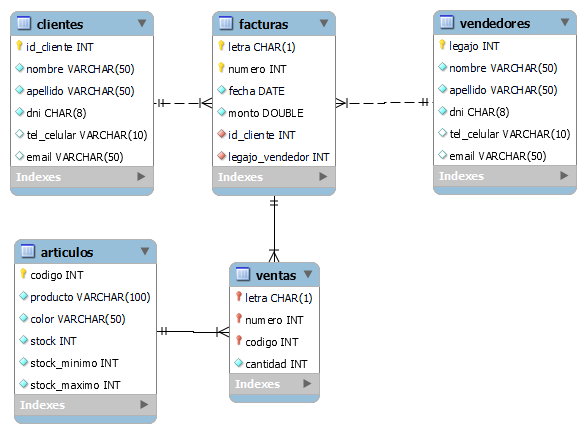 clientes
id_cliente INT
nombre VARCHAR(50)
apellido VARCHAR(50)
dni CHAR(8)
tel_celular VARCHAR(10)
email VARCHAR(50)
Indexes
facturas
letra CHAR(1)
numero INT
fecha DATE
monto DOUBLE
id_cliente INT
legajo_vendedor INT
Indexes
vendedores
legajo INT
nombre VARCHAR(50)
apellido VARCHAR(50)
dni CHAR(8)
tel_celular VARCHAR(10)
email VARCHAR(50)
Indexes
articulos
codigo INT
producto VARCHAR(100)
color VARCHAR(50)
stock INT
stock_minimo INT
stock_maximo INT
Indexes
ventas
letra CHAR(1)
numero INT
codigo INT
cantidad INT
Indexes